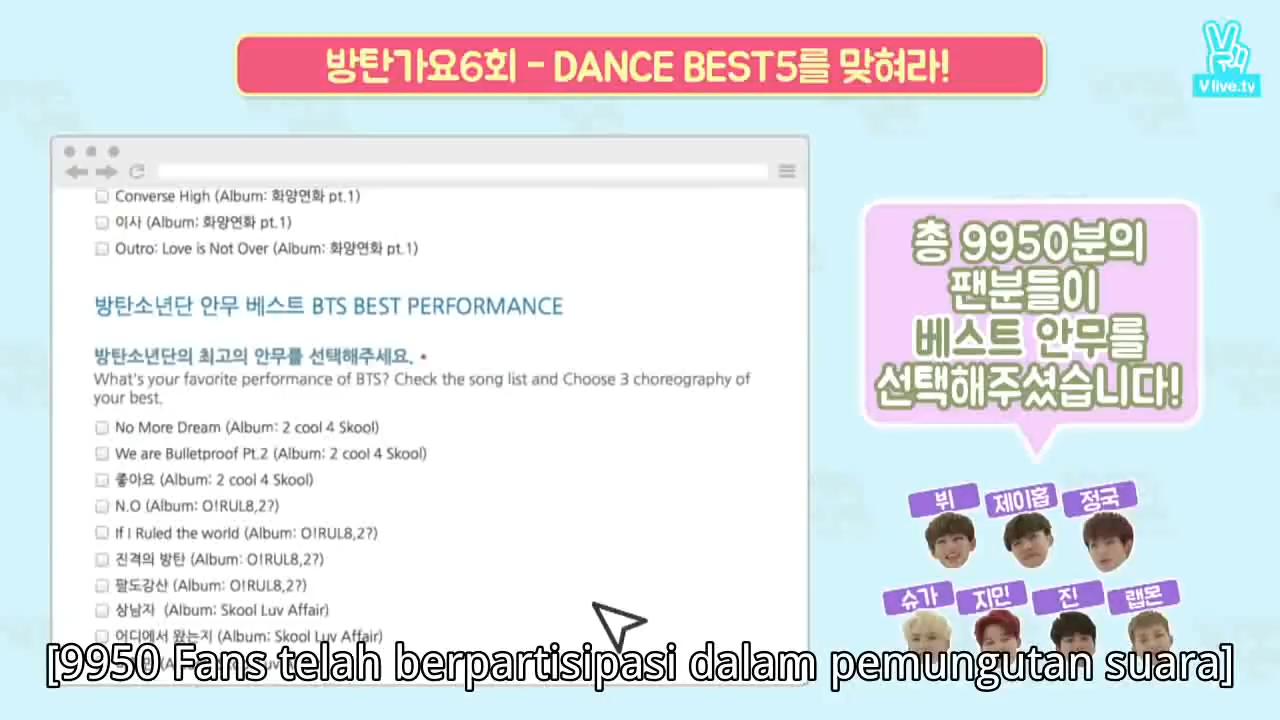 방탄가요6회 - DANCE BEST5를 맞혀라!
V live.tv
Converse High (Album: 화양연화 pt.1)
이사 (Album: 화양연화 pt.1)
Outro: Love is Not Over (Album: 화양연화 pt.1)
방탄소년단 안무 베스트 BTS BEST PERFORMANCE
방탄소년단의 최고의 안무를 선택해주세요. *
What's your favorite performance of BTS? Check the song list and Choose 3 choreography of
your best.
No More Dream (Album: 2 cool 4 Skool)
We are Bulletproof Pt.2 (Album: 2 cool 4 Skool)
좋아요 (Album: 2 cool 4 Skool)
N.O (Album: O!RUL8,2?)
If I Ruled the world (Album: O!RUL8,2?)
진격의 방탄 (Album: O!RUL8,2?)
팔도강산 (Album: O!RUL8,2?)
상남자 (Album: Skool Luv Affair)
어디에서 왔는지 (Album: Skool Luv Affair)
총 9950분의
팬분들이
베스트 안무를
선택해주셨습니다!
뷔 제이홉 정국
슈가 지민 진 랩몬
[9950 Fans telah berpartisipasi dalam pemungutan suara]